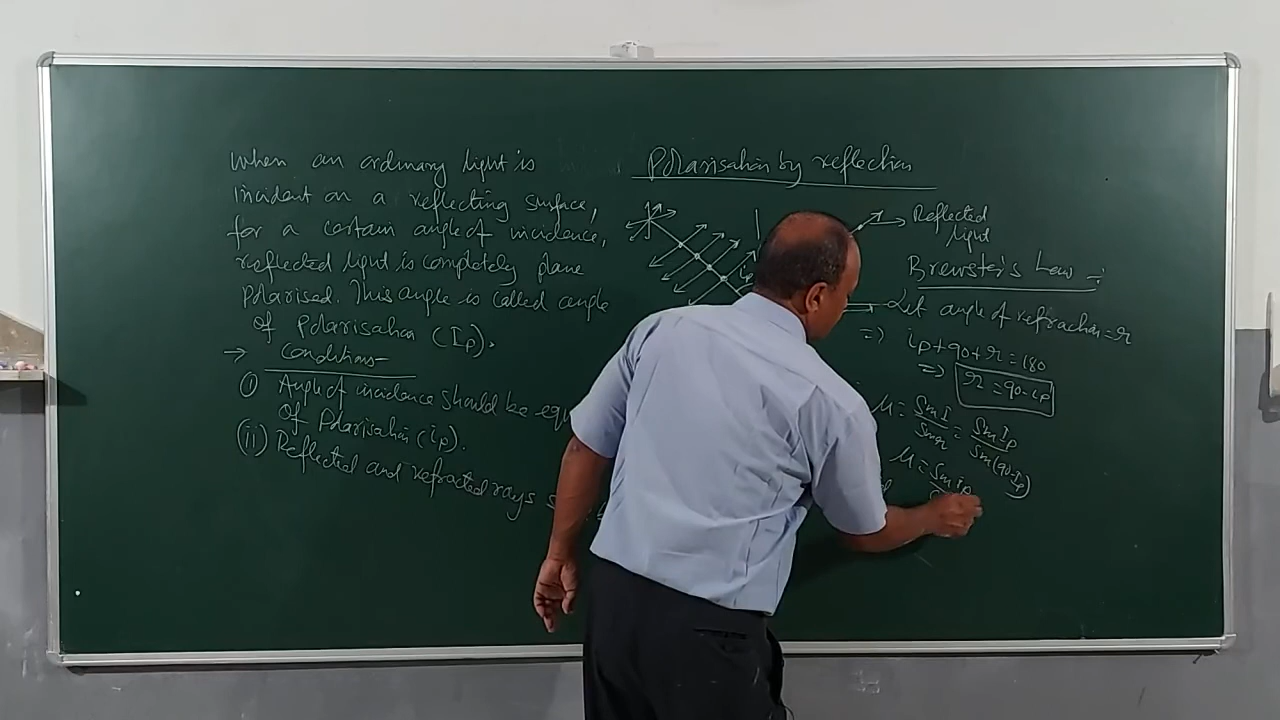 When an ordinary light is
incident on a reflecting surface,
for a certain angle of incidence,
reflected light is completely plane
Polarised. This angle is called angle
of Polarisation (Ip).
→ Conditions
(i) Angle of incidence should be equ
of Polarisation (ip).
(ii) Reflected and refracted rays s
Polarisation by reflection
ip
Reflected
light
Brewster's Law :-
Let angle of refraction = r
=> ip + 90 + r = 180
=> r = 90 - ip
μ = Sin I / Sin r = Sin Ip / Sin (90 - Ip)
μ = Sin ip